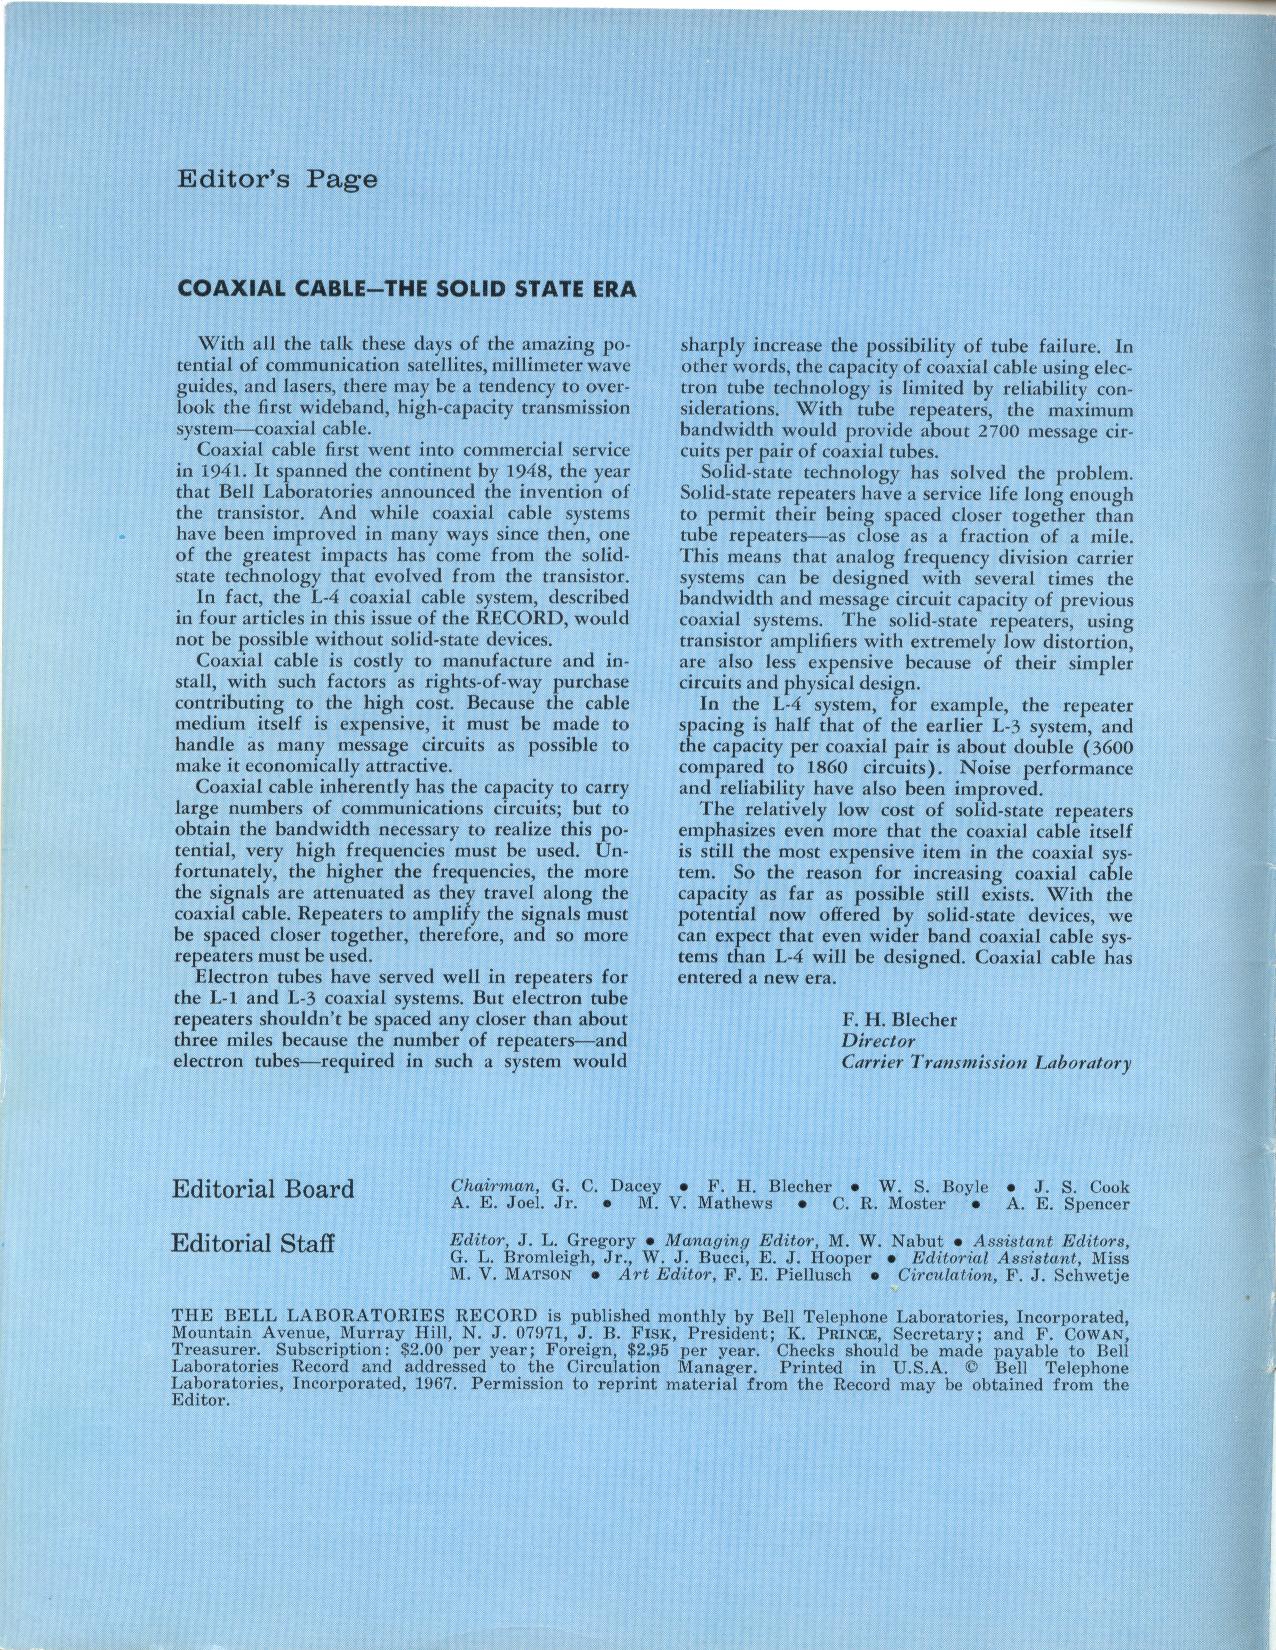 Editor's Page
COAXIAL CABLE—THE SOLID STATE ERA
With all the talk these days of the amazing po-
tential of communication satellites, millimeter wave
guides, and lasers, there may be a tendency to over-
look the first wideband, high-capacity transmission
system—coaxial cable.
Coaxial cable first went into commercial service
in 1941. It spanned the continent by 1948, the year
that Bell Laboratories announced the invention of
the transistor. And while coaxial cable systems
have been improved in many ways since then, one
of the greatest impacts has come from the solid-
state technology that evolved from the transistor.
In fact, the L-4 coaxial cable system, described
in four articles in this issue of the RECORD, would
not be possible without solid-state devices.
Coaxial cable is costly to manufacture and in-
stall, with such factors as rights-of-way purchase
contributing to the high cost. Because the cable
medium itself is expensive, it must be made to
handle as many message circuits as possible to
make it economically attractive.
Coaxial cable inherently has the capacity to carry
large numbers of communications circuits; but to
obtain the bandwidth necessary to realize this po-
tential, very high frequencies must be used. Un-
fortunately, the higher the frequencies, the more
the signals are attenuated as they travel along the
coaxial cable. Repeaters to amplify the signals must
be spaced closer together, therefore, and so more
repeaters must be used.
Electron tubes have served well in repeaters for
the L-1 and L-3 coaxial systems. But electron tube
repeaters shouldn't be spaced any closer than about
three miles because the number of repeaters—and
electron tubes—required in such a system would
sharply increase the possibility of tube failure. In
other words, the capacity of coaxial cable using elec-
tron tube technology is limited by reliability con-
siderations. With tube repeaters, the maximum
bandwidth would provide about 2700 message cir-
cuits per pair of coaxial tubes.
Solid-state technology has solved the problem.
Solid-state repeaters have a service life long enough
to permit their being spaced closer together than
tube repeaters—as close as a fraction of a mile.
This means that analog frequency division carrier
systems can be designed with several times the
bandwidth and message circuit capacity of previous
coaxial systems. The solid-state repeaters, using
transistor amplifiers with extremely low distortion,
are also less expensive because of their simpler
circuits and physical design.
In the L-4 system, for example, the repeater
spacing is half that of the earlier L-3 system, and
the capacity per coaxial pair is about double (3600
compared to 1860 circuits). Noise performance
and reliability have also been improved.
The relatively low cost of solid-state repeaters
emphasizes even more that the coaxial cable itself
is still the most expensive item in the coaxial sys-
tem. So the reason for increasing coaxial cable
capacity as far as possible still exists. With the
potential now offered by solid-state devices, we
can expect that even wider band coaxial cable sys-
tems than L-4 will be designed. Coaxial cable has
entered a new era.
F. H. Blecher
Director
Carrier Transmission Laboratory
Editorial Board
Chairman, G. C. Dacey • F. H. Blecher • W. S. Boyle • J. S. Cook
A. E. Joel. Jr. • M. V. Mathews • C. R. Moster • A. E. Spencer
Editorial Staff
Editor, J. L. Gregory • Managing Editor, M. W. Nabut • Assistant Editors,
G. L. Bromleigh, Jr., W. J. Bucci, E. J. Hooper • Editorial Assistant, Miss
M. V. MATSON • Art Editor, F. E. Piellusch • Circulation, F. J. Schwetje
THE BELL LABORATORIES RECORD is published monthly by Bell Telephone Laboratories, Incorporated,
Mountain Avenue, Murray Hill, N. J. 07971, J. B. FISK, President; K. PRINCE, Secretary; and F. COWAN,
Treasurer. Subscription: $2.00 per year; Foreign, $2.95 per year. Checks should be made payable to Bell
Laboratories Record and addressed to the Circulation Manager. Printed in U.S.A. © Bell Telephone
Laboratories, Incorporated, 1967. Permission to reprint material from the Record may be obtained from the
Editor.